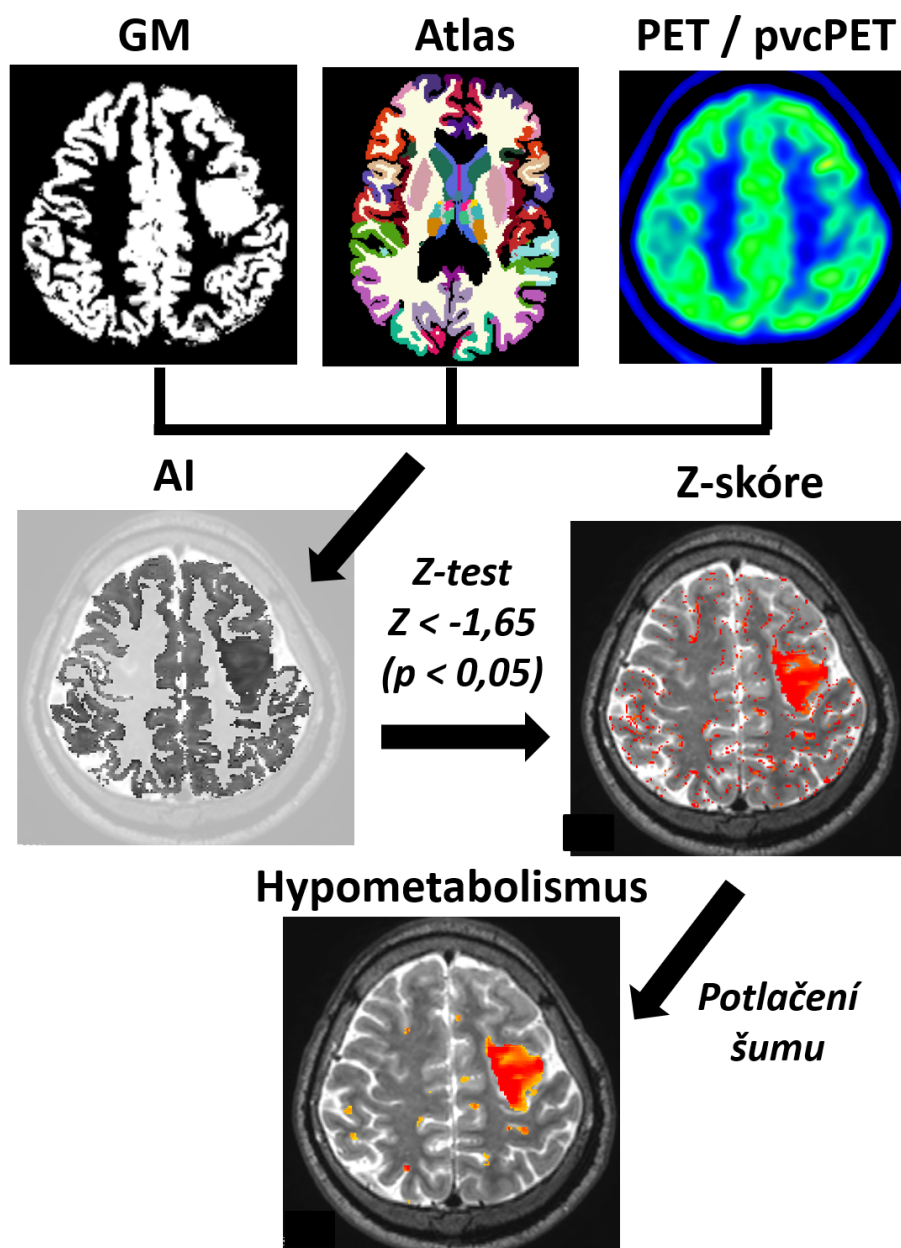 GM
Atlas
PET / pvcPET
AI
Z-skóre
Z-test
Z < -1,65
(p < 0,05)
Hypometabolismus
Potlačení
šumu